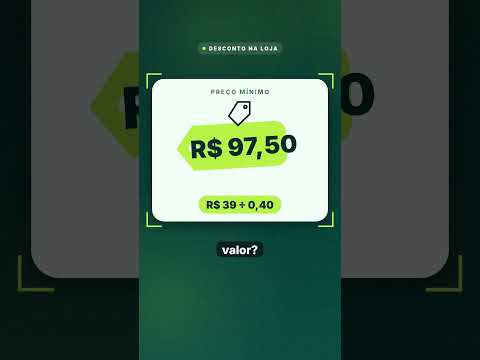 DESCONTO NA LOJA
PREÇO MÍNIMO
R$ 97,50
R$ 39 ÷ 0,40
valor?